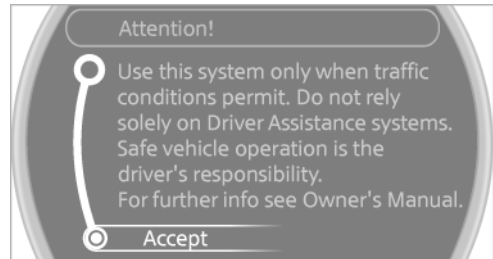 Attention!
Use this system only when traffic
conditions permit. Do not rely
solely on Driver Assistance systems.
Safe vehicle operation is the
driver's responsibility.
For further info see Owner's Manual.
Accept